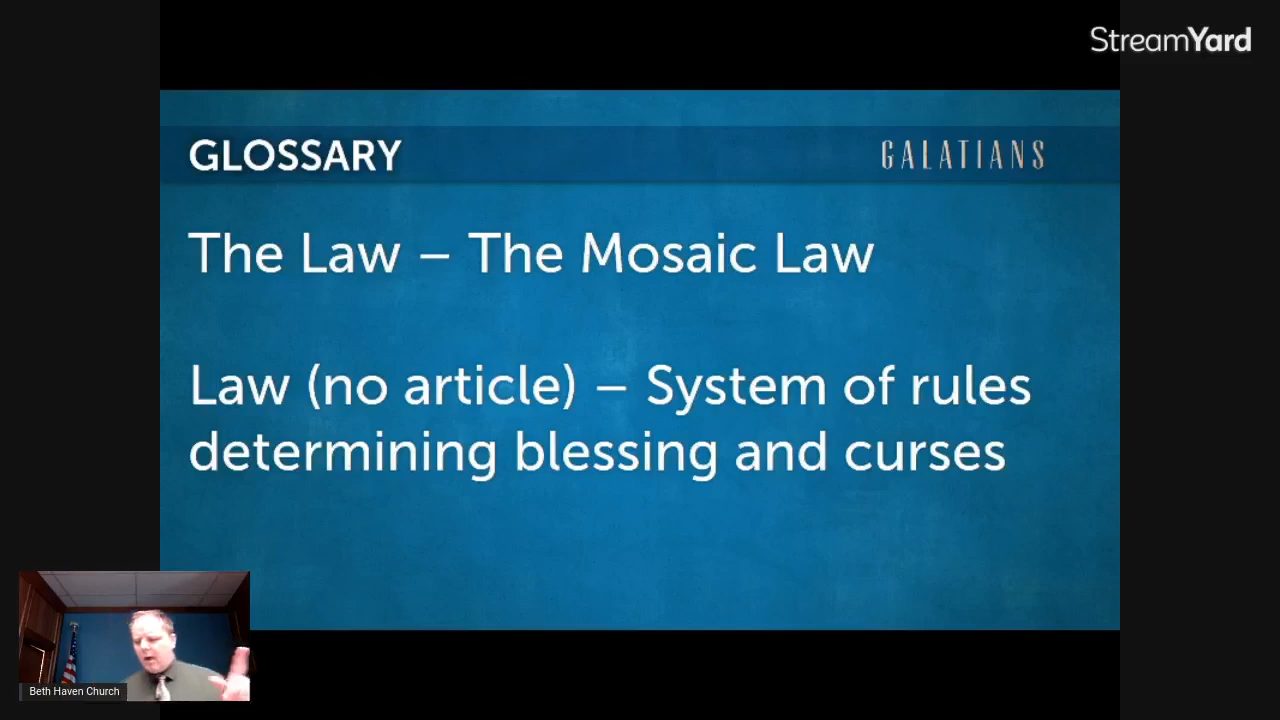 StreamYard
GLOSSARY
GALATIANS
The Law – The Mosaic Law
Law (no article) – System of rules
determining blessing and curses
Beth Haven Church